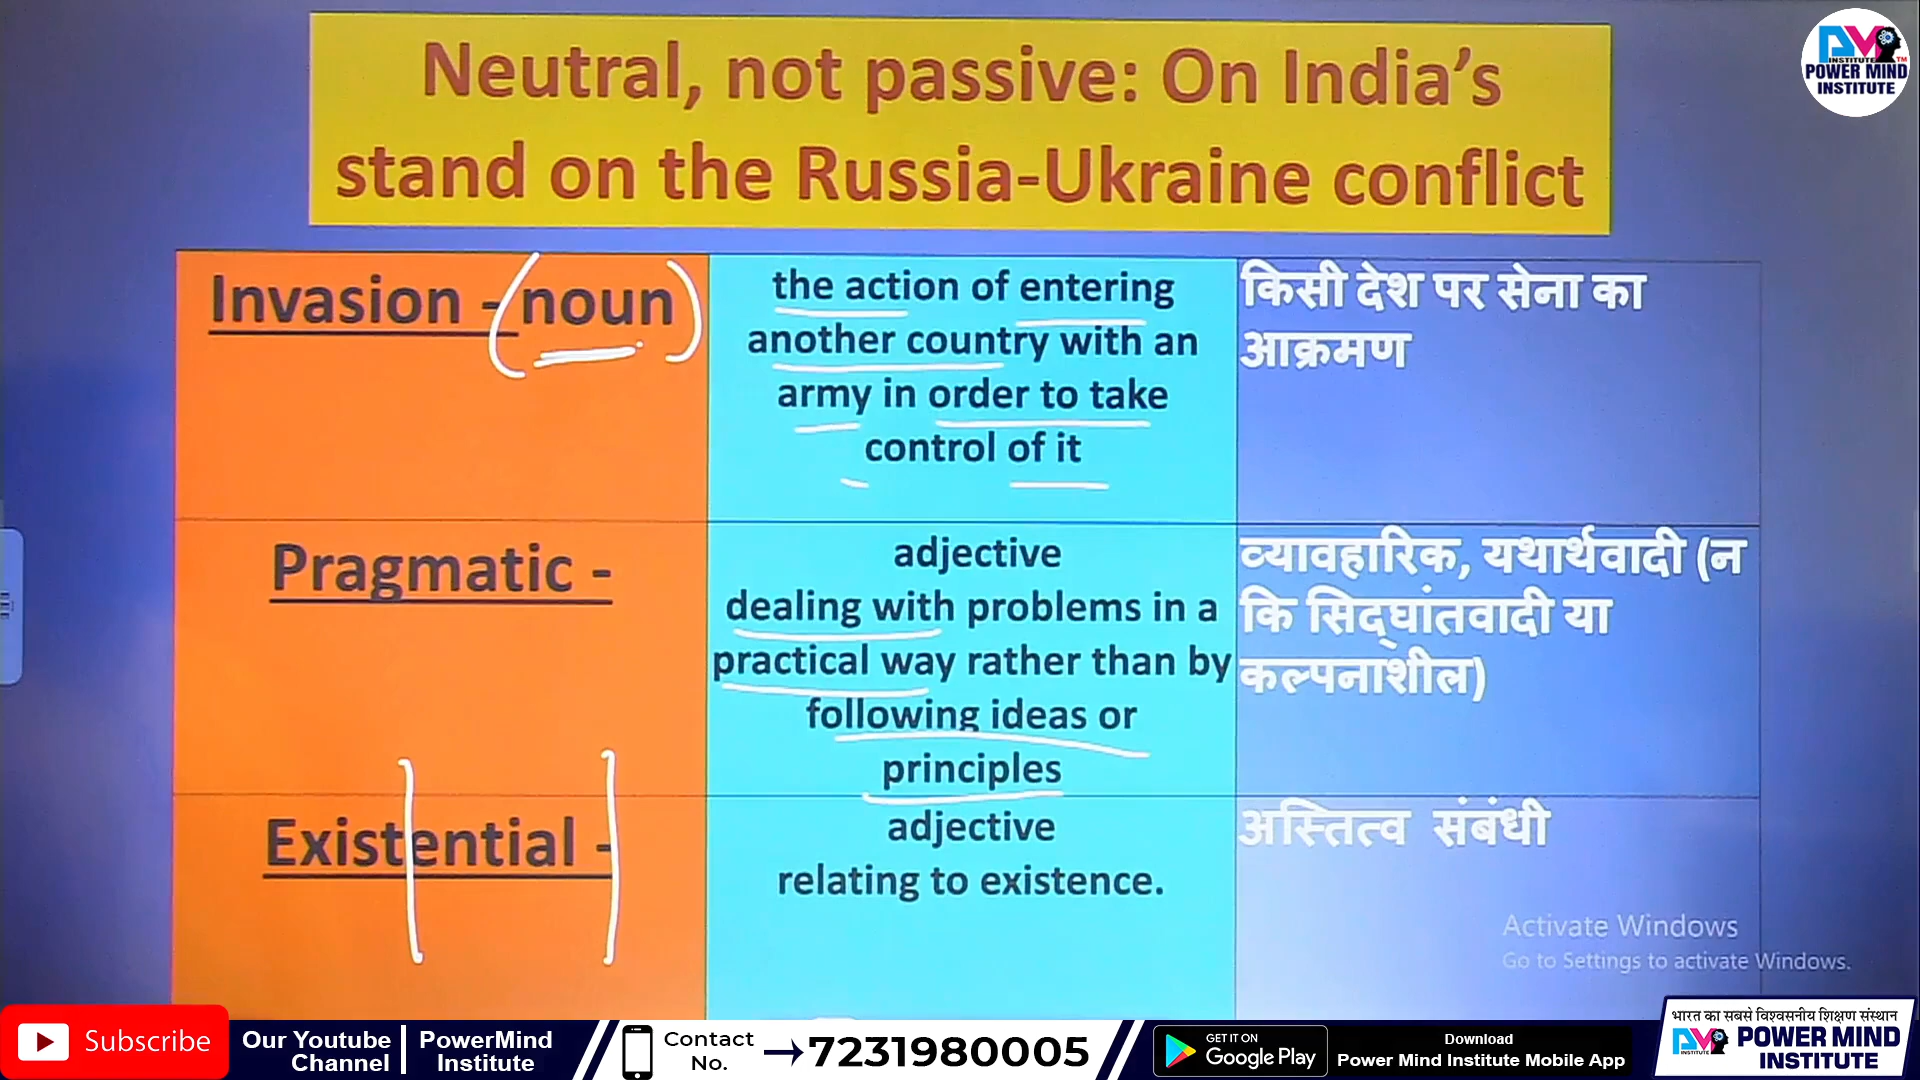 Neutral, not passive: On India's
stand on the Russia-Ukraine conflict
POWER MIND
INSTITUTE
Invasion - (noun)
the action of entering
another country with an
army in order to take
control of it
किसी देश पर सेना का
आक्रमण
Pragmatic -
adjective
dealing with problems in a
practical way rather than by
following ideas or
principles
व्यावहारिक, यथार्थवादी (न
कि सिद्घांतवादी या
कल्पनाशील)
Existential -
adjective
relating to existence.
अस्तित्व संबंधी
Activate Windows
Go to Settings to activate Windows.
Subscribe
Our Youtube
Channel
PowerMind
Institute
Contact
No.
7231980005
GET IT ON
Google Play
Download
Power Mind Institute Mobile App
भारत का सबसे विश्वसनीय शिक्षण संस्थान
POWER MIND
INSTITUTE